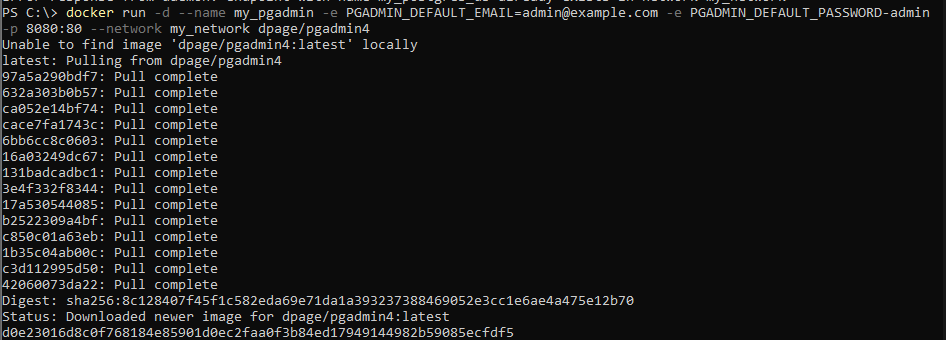 PS C:\> docker run -d --name my_pgadmin -e PGADMIN_DEFAULT_EMAIL=admin@example.com -e PGADMIN_DEFAULT_PASSWORD-admin
-p 8080:80 --network my_network dpage/pgadmin4
Unable to find image 'dpage/pgadmin4:latest' locally
latest: Pulling from dpage/pgadmin4
97a5a290bdf7: Pull complete
632a303b0b57: Pull complete
ca052e14bf74: Pull complete
cace7fa1743c: Pull complete
6bb6cc8c0603: Pull complete
16a03249dc67: Pull complete
131badcadbc1: Pull complete
3e4f332f8344: Pull complete
17a530544085: Pull complete
b2522309a4bf: Pull complete
c850c01a63eb: Pull complete
1b35c04ab00c: Pull complete
c3d112995d50: Pull complete
42060073da22: Pull complete
Digest: sha256:8c128407f45f1c582eda69e71da1a393237388469052e3cc1e6ae4a475e12b70
Status: Downloaded newer image for dpage/pgadmin4:latest
d0e23016d8c0f768184e85901d0ec2faa0f3b84ed17949144982b59085ecfdf5